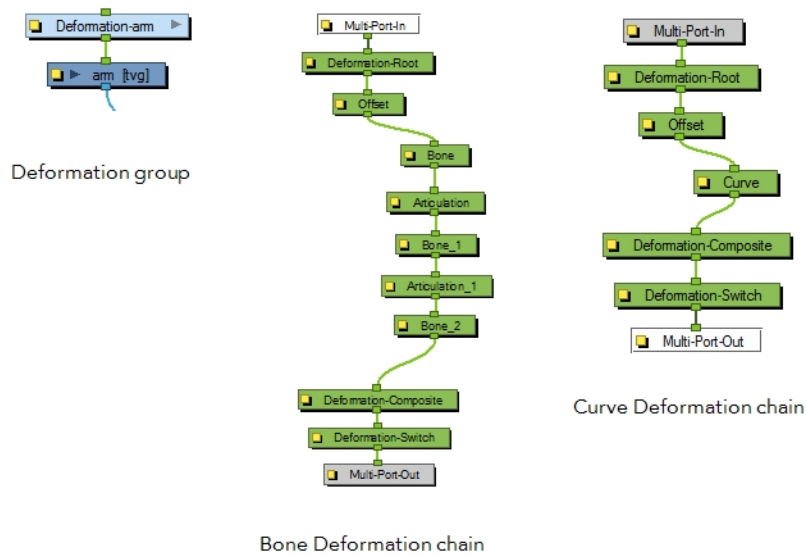 Deformation-arm
arm [tvg]
Deformation group
Multi-Port-In
Deformation-Root
Offset
Bone
Articulation
Bone_1
Articulation_1
Bone_2
Deformation-Composite
Deformation-Switch
Multi-Port-Out
Bone Deformation chain
Multi-Port-In
Deformation-Root
Offset
Curve
Deformation-Composite
Deformation-Switch
Multi-Port-Out
Curve Deformation chain